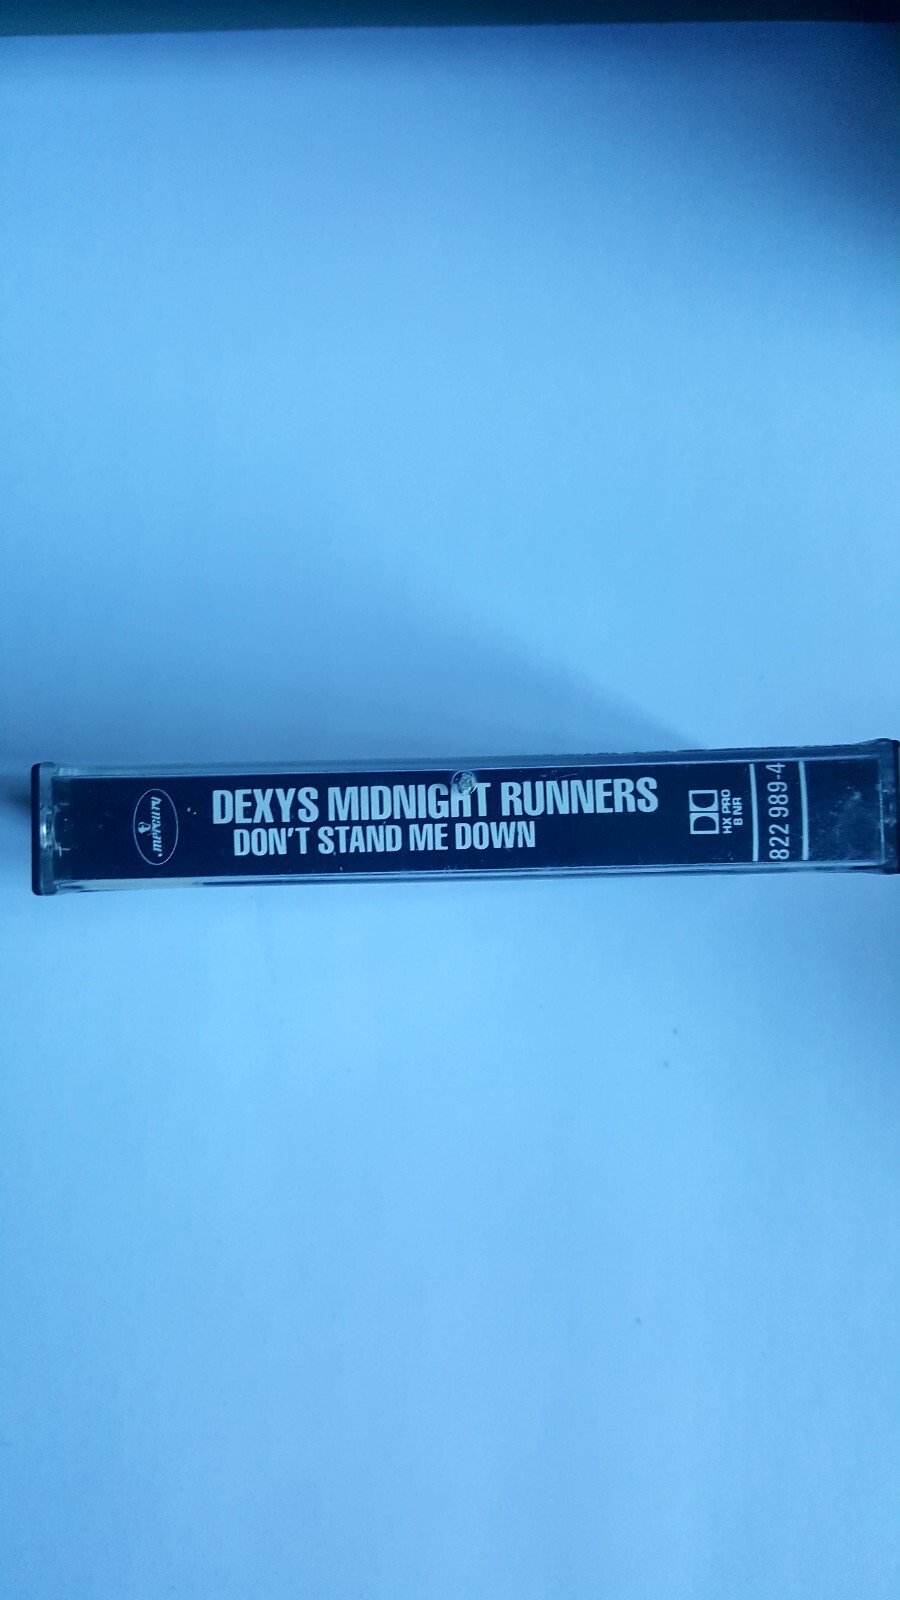 mercury
DEXYS MIDNIGHT RUNNERS
DON'T STAND ME DOWN
HX PRO
B NR
822 989-4